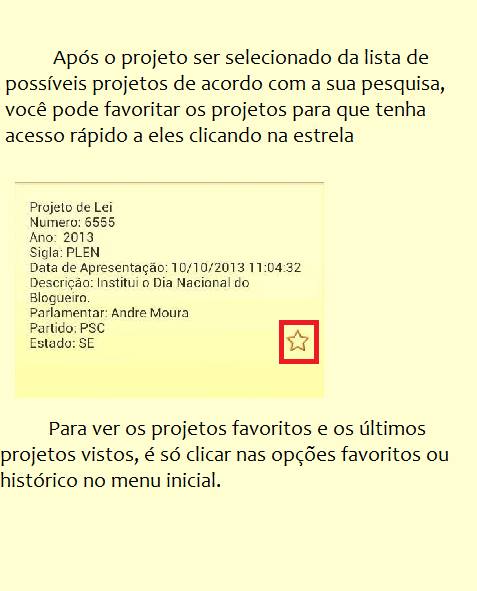 Após o projeto ser selecionado da lista de
possíveis projetos de acordo com a sua pesquisa,
você pode favoritar os projetos para que tenha
acesso rápido a eles clicando na estrela
Projeto de Lei
Numero: 6555
Ano: 2013
Sigla: PLEN
Data de Apresentação: 10/10/2013 11:04:32
Descrição: Institui o Dia Nacional do
Blogueiro.
Parlamentar: Andre Moura
Partido: PSC
Estado: SE
Para ver os projetos favoritos e os últimos
projetos vistos, é só clicar nas opções favoritos ou
histórico no menu inicial.